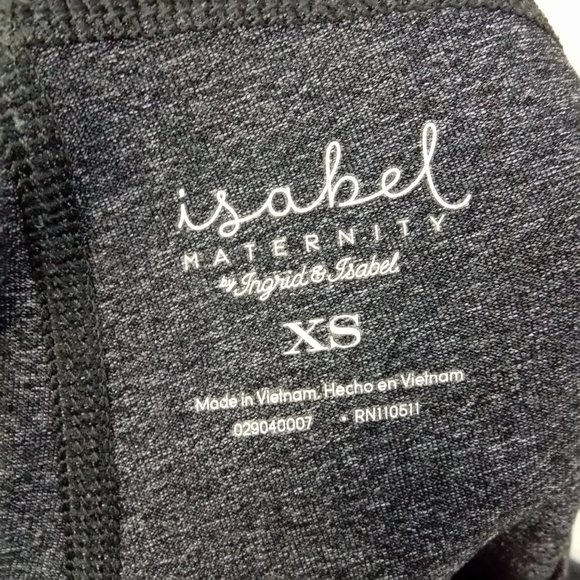 isabel
MATERNITY
by Ingrid & Isabel
XS
Made in Vietnam. Hecho en Vietnam
029040007 • RN110511